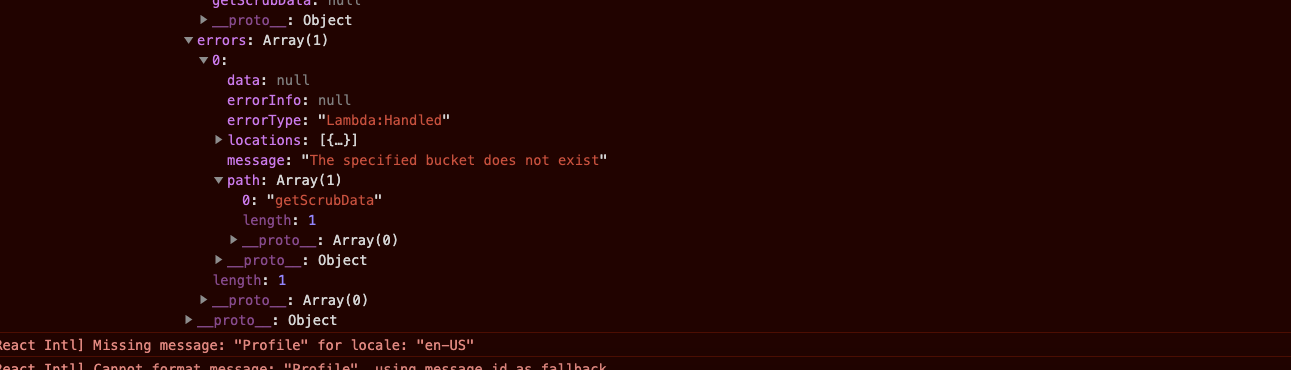 getScrubData: null
▶ __proto__: Object
▼ errors: Array(1)
▼ 0:
data: null
errorInfo: null
errorType: "Lambda:Handled"
▶ locations: [{…}]
message: "The specified bucket does not exist"
▼ path: Array(1)
0: "getScrubData"
length: 1
▶ __proto__: Array(0)
▶ __proto__: Object
length: 1
▶ __proto__: Array(0)
▶ __proto__: Object
React Intl] Missing message: "Profile" for locale: "en-US"
React Intl] Cannot format message: "Profile", using message id as fallback.